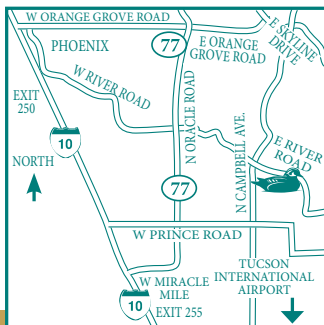 W ORANGE GROVE ROAD
E SKYLINE
DRIVE
PHOENIX
77
E ORANGE
GROVE ROAD
W RIVER ROAD
EXIT
250
N ORACLE ROAD
N CAMPBELL AVE.
10
E RIVER
ROAD
NORTH
77
W PRINCE ROAD
TUCSON
INTERNATIONAL
AIRPORT
W MIRACLE
MILE
10
EXIT 255